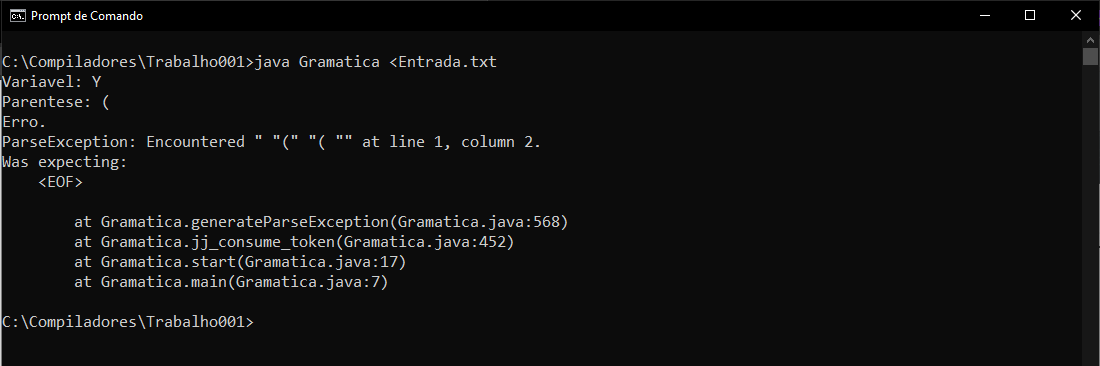 Prompt de Comando
C:\Compiladores\Trabalho001>java Gramatica <Entrada.txt
Variavel: Y
Parentese: (
Erro.
ParseException: Encountered " "(" "( "" at line 1, column 2.
Was expecting:
    <EOF>
        at Gramatica.generateParseException(Gramatica.java:568)
        at Gramatica.jj_consume_token(Gramatica.java:452)
        at Gramatica.start(Gramatica.java:17)
        at Gramatica.main(Gramatica.java:7)
C:\Compiladores\Trabalho001>